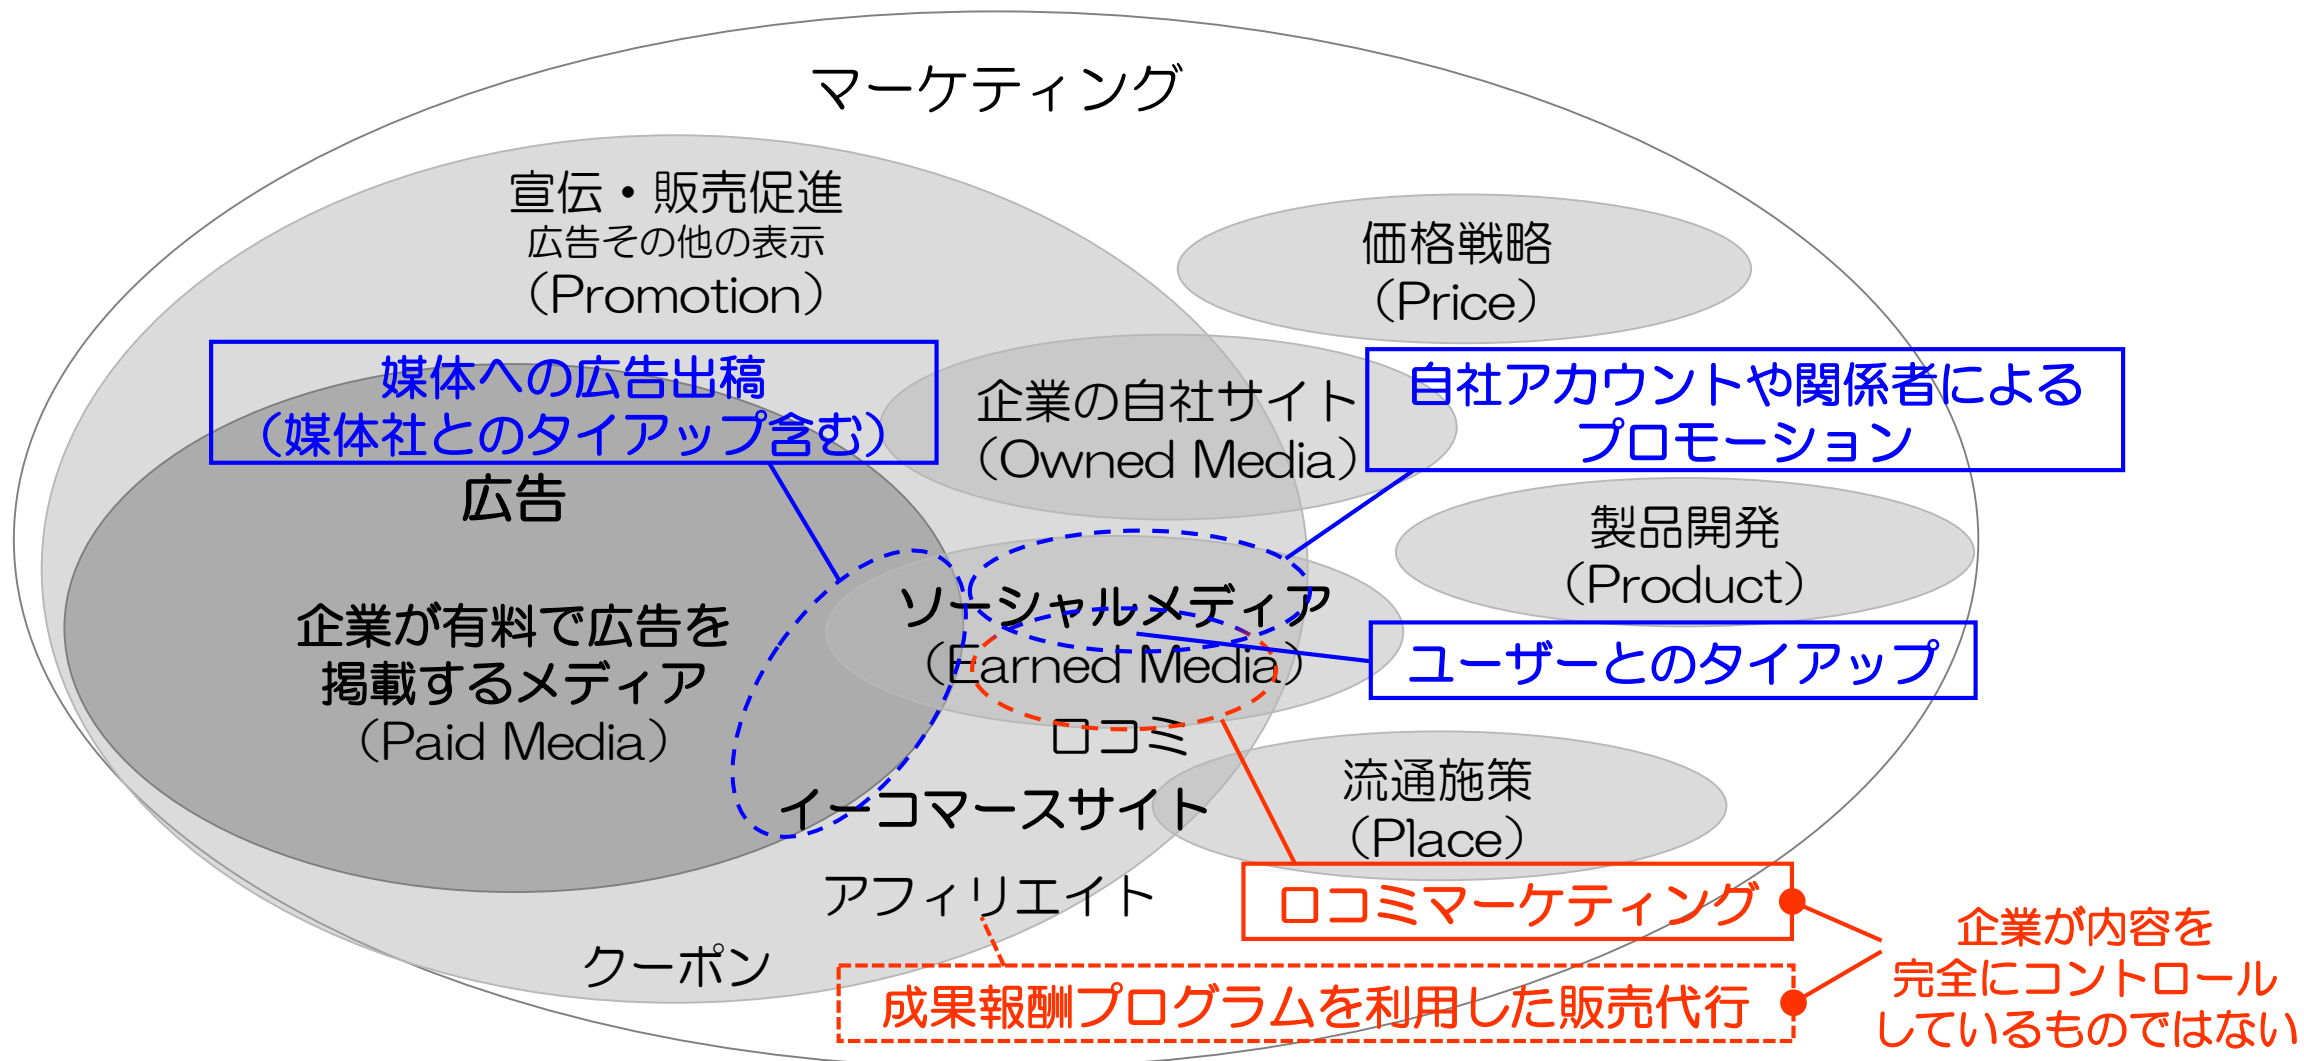 マーケティング
宣伝・販売促進
広告その他の表示
（Promotion）
価格戦略
（Price）
媒体への広告出稿
（媒体社とのタイアップ含む）
企業の自社サイト
（Owned Media）
自社アカウントや関係者による
プロモーション
広告
製品開発
（Product）
企業が有料で広告を
掲載するメディア
（Paid Media）
ソーシャルメディア
（Earned Media）
ユーザーとのタイアップ
口コミ
イーコマースサイト
流通施策
（Place）
アフィリエイト
口コミマーケティング
クーポン
成果報酬プログラムを利用した販売代行
企業が内容を
完全にコントロール
しているものではない